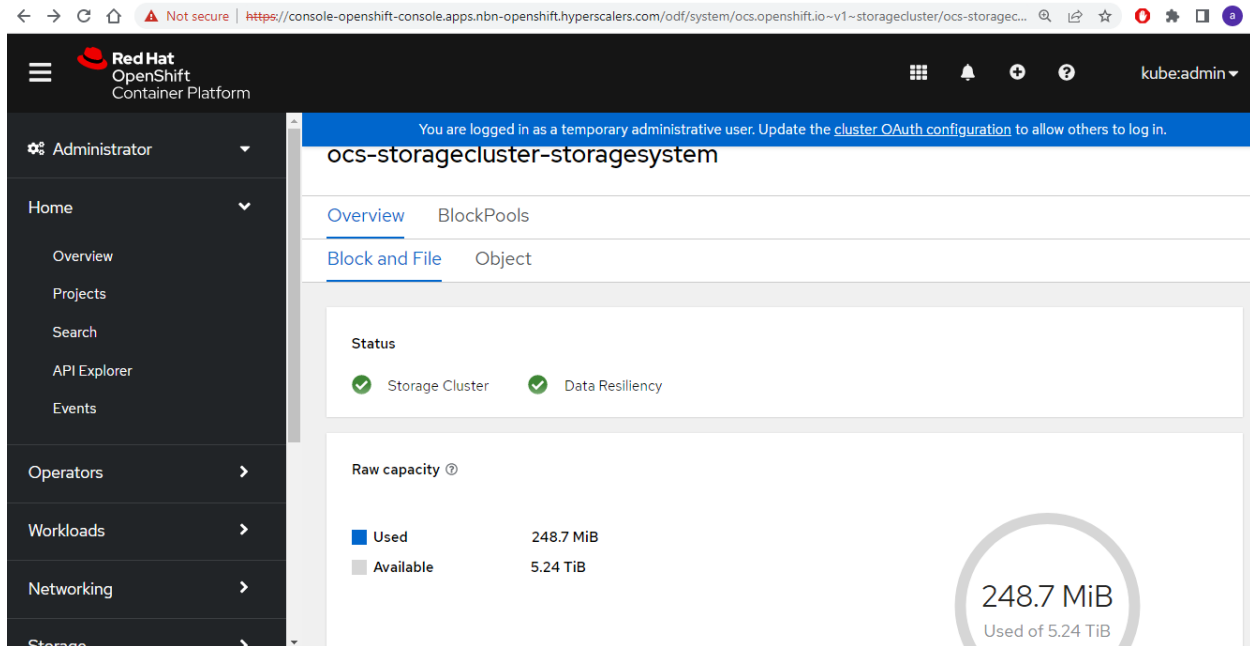 Not secure | https://console-openshift-console.apps.nbn-openshift.hyperscalers.com/odf/system/ocs.openshift.io~v1~storagecluster/ocs-storagec...
a
Red Hat
OpenShift
Container Platform
kube:admin
You are logged in as a temporary administrative user. Update the cluster OAuth configuration to allow others to log in.
Administrator
Home
Overview
Projects
Search
API Explorer
Events
Operators
Workloads
Networking
Storage
ocs-storagecluster-storagesystem
Overview BlockPools
Block and File Object
Status
Storage Cluster Data Resiliency
Raw capacity
Used 248.7 MiB
Available 5.24 TiB
248.7 MiB
Used of 5.24 TiB